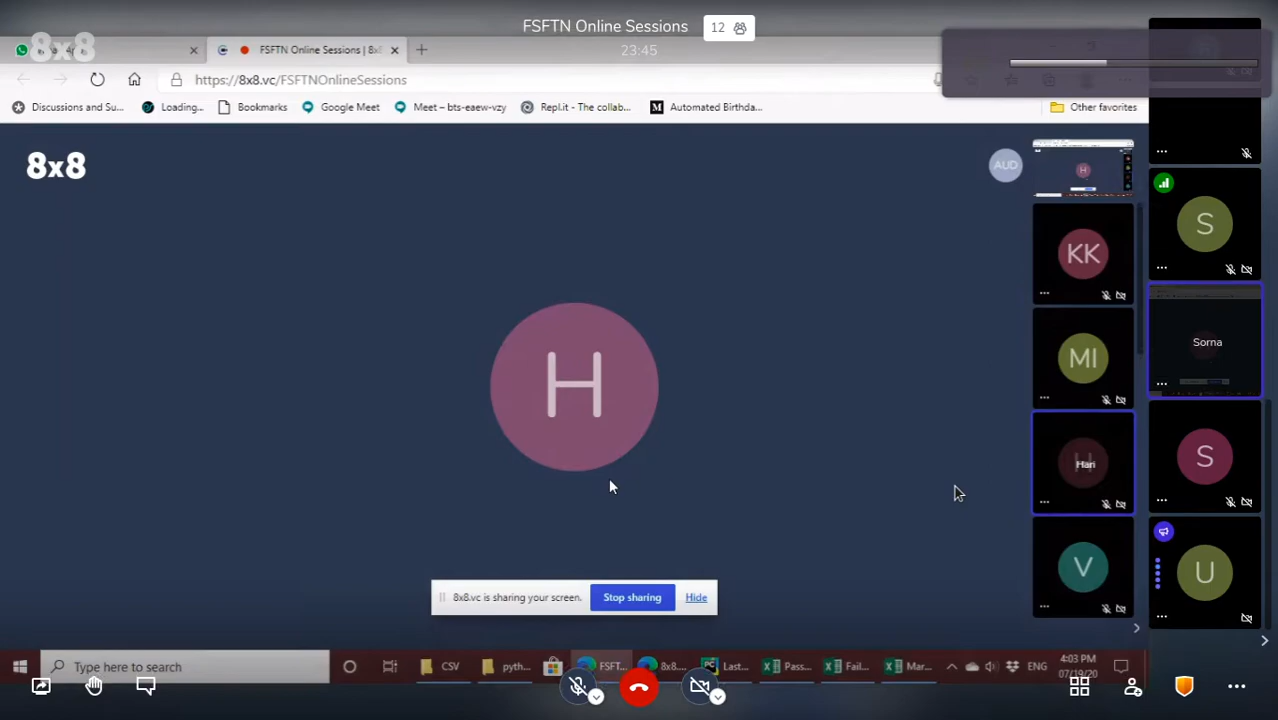 FSFTN Online Sessions
12
23:45
8x8
FSFTN Online Sessions | 8x8
https://8x8.vc/FSFTNOnlineSessions
Discussions and Su...
Loading...
Bookmarks
Google Meet
Meet – bts-eaew-vzy
Repl.it - The collab...
M
Automated Birthda...
Other favorites
8x8
AUD
H
KK
MI
Hari
V
S
Sorna
S
U
H
8x8.vc is sharing your screen.
Stop sharing
Hide
Type here to search
CSV
pyth...
FSFT...
8x8....
PC
Last...
Pass...
Fail...
Mar...
ENG
4:03 PM
07/19/20